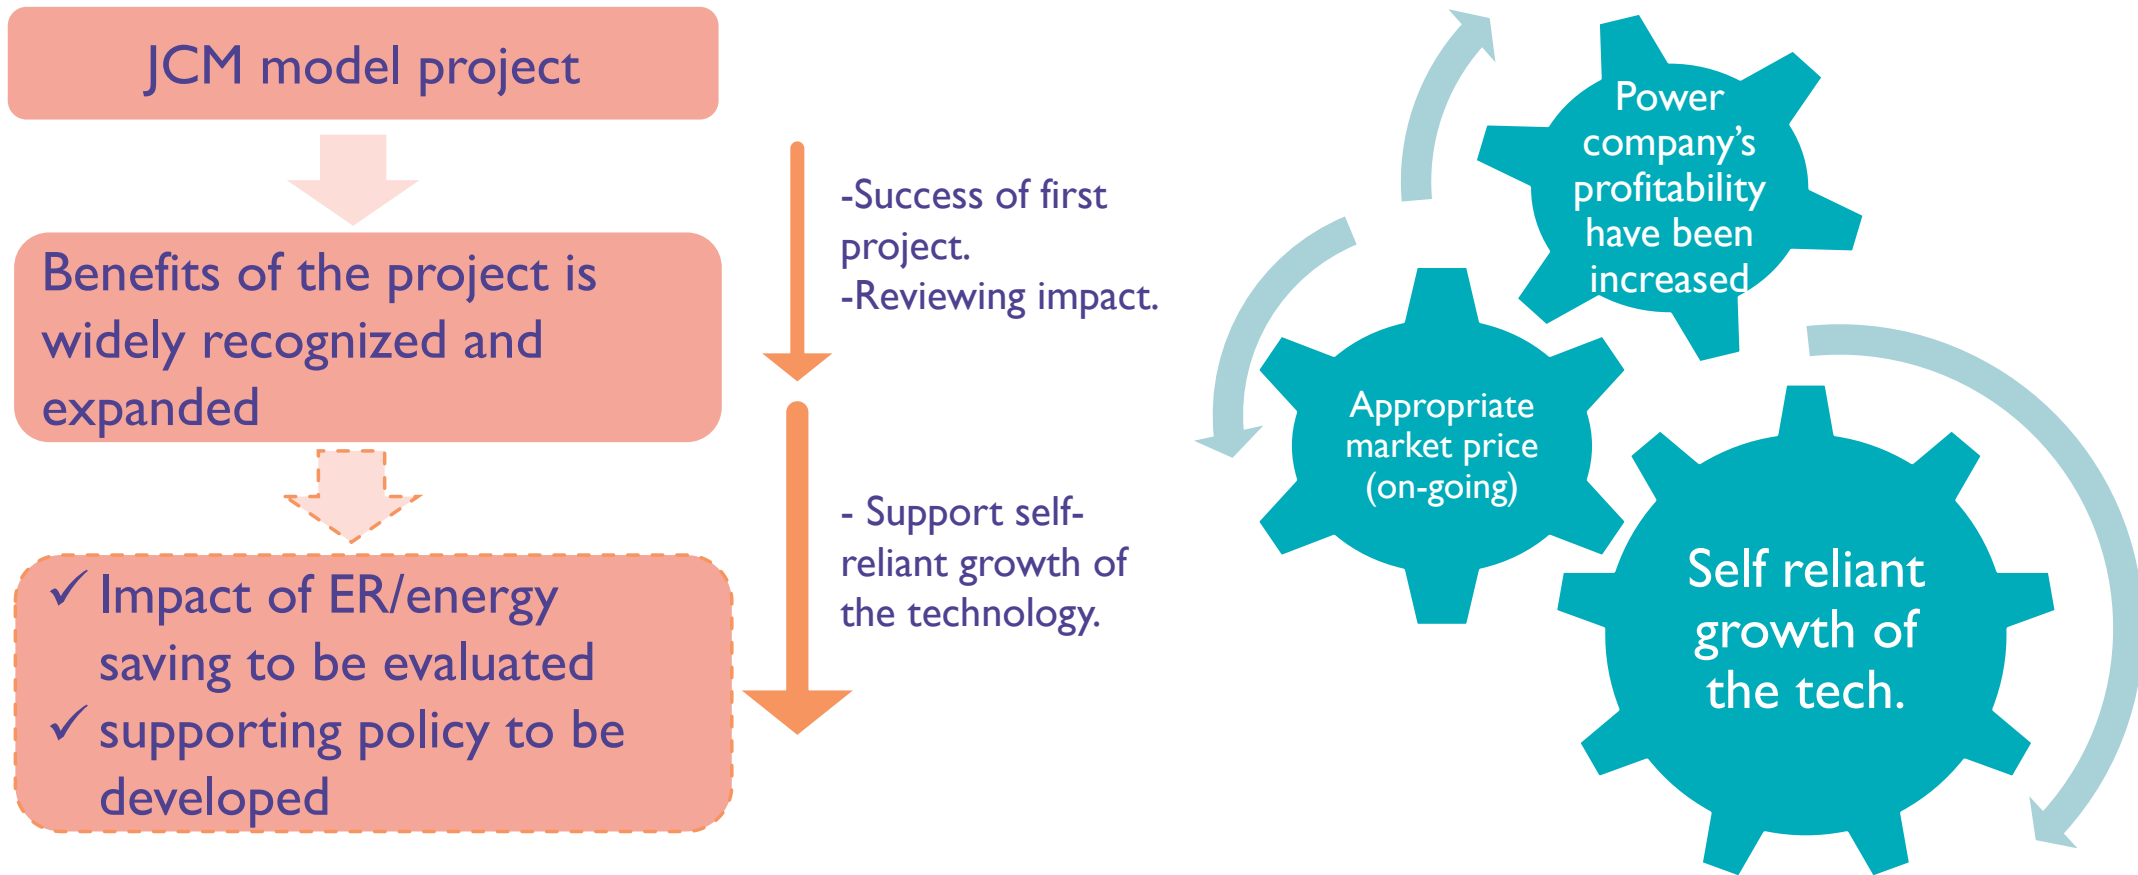 JCM model project
Benefits of the project is
widely recognized and
expanded
✓ Impact of ER/energy
saving to be evaluated
✓ supporting policy to be
developed
-Success of first
project.
-Reviewing impact.
- Support self-
reliant growth of
the technology.
Power
company’s
profitability
have been
increased
Appropriate
market price
(on-going)
Self reliant
growth of
the tech.